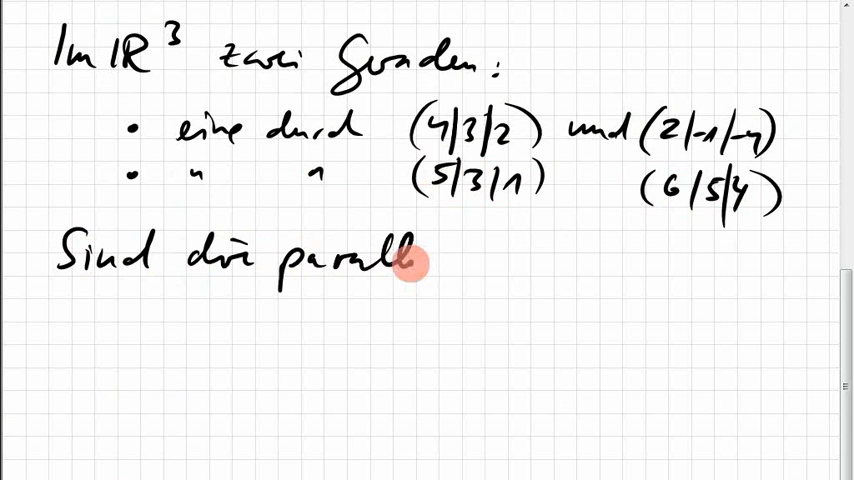 Im ℝ³ zwei Geraden:
• eine durch (4|3|2) und (2|-1|-4)
• " " (5|3|1) (6|5|4)
Sind die parall